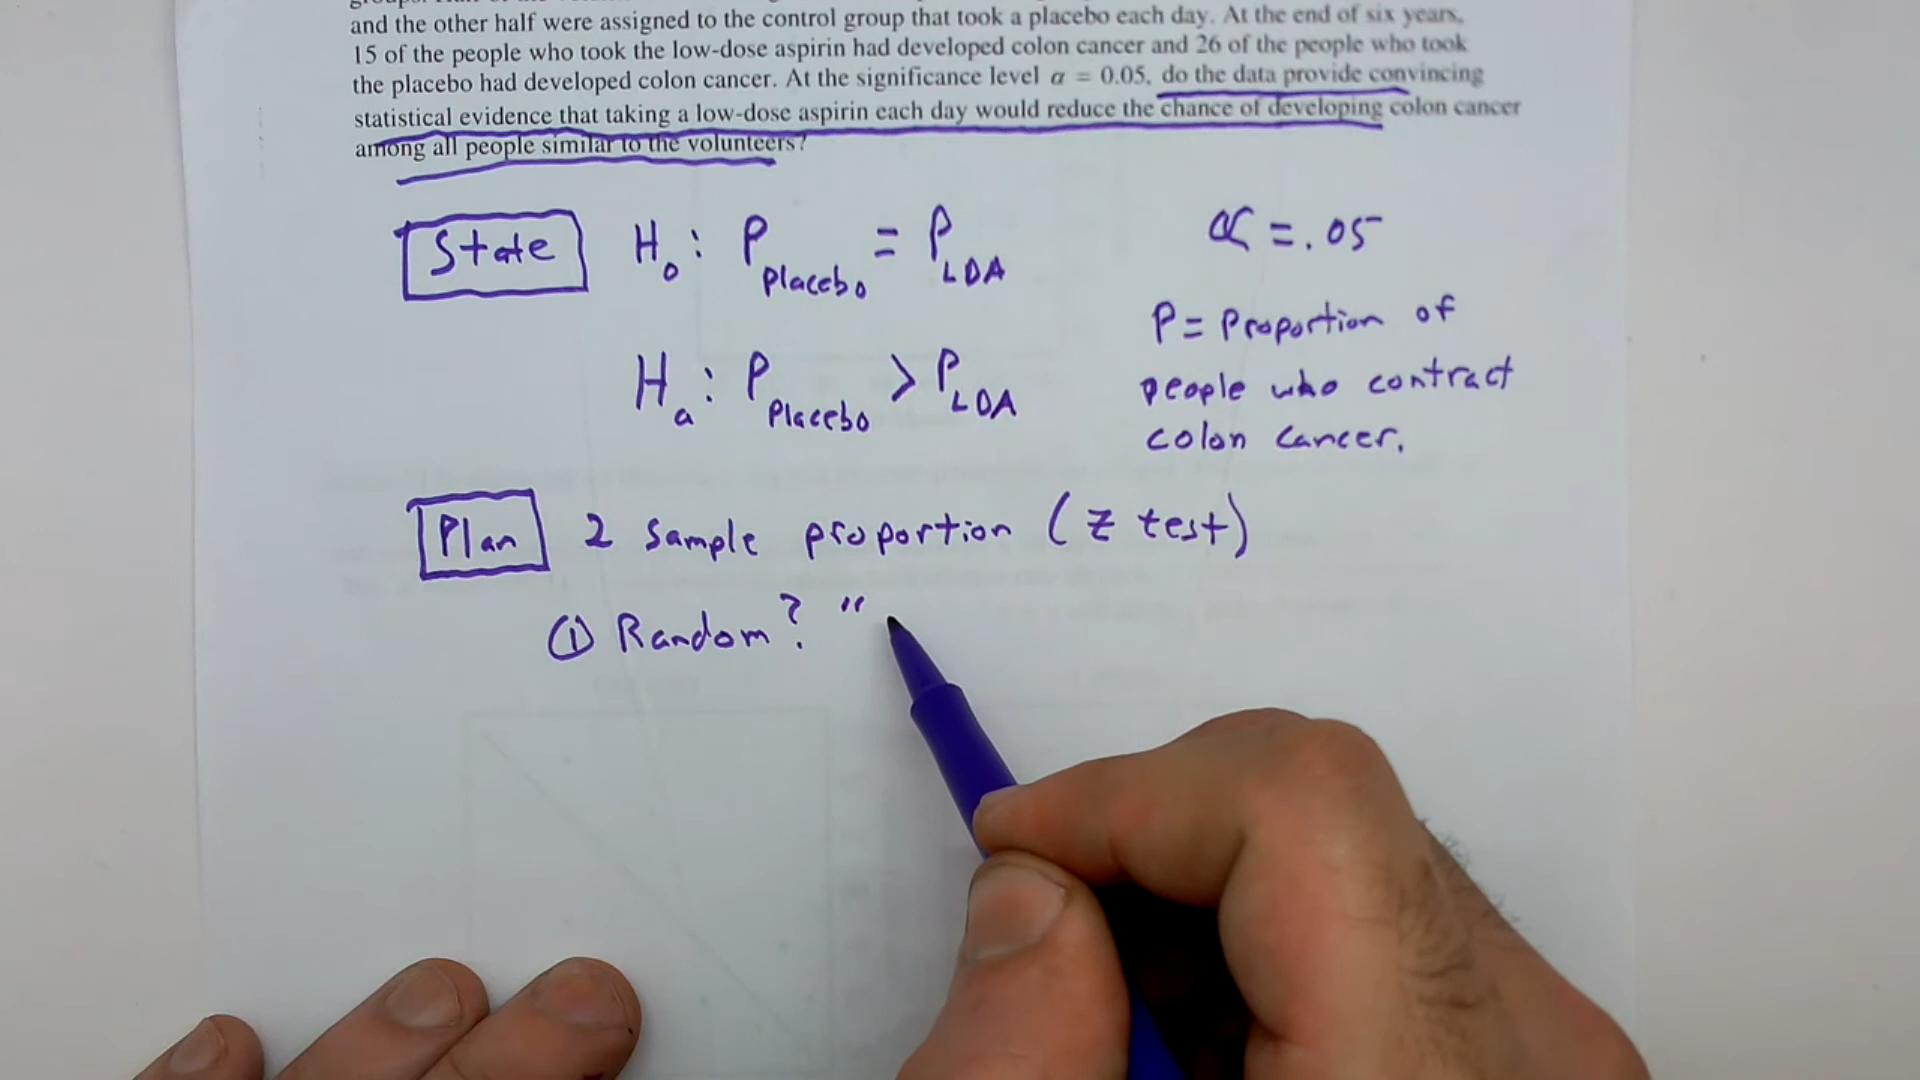 and the other half were assigned to the control group that took a placebo each day. At the end of six years,
15 of the people who took the low-dose aspirin had developed colon cancer and 26 of the people who took
the placebo had developed colon cancer. At the significance level α = 0.05, do the data provide convincing
statistical evidence that taking a low-dose aspirin each day would reduce the chance of developing colon cancer
among all people similar to the volunteers?
State H₀: P placebo = P LDA α = .05
P = Proportion of
Hₐ: P Placebo > P LDA people who contract
colon cancer.
Plan 2 sample proportion (z test)
① Random? "